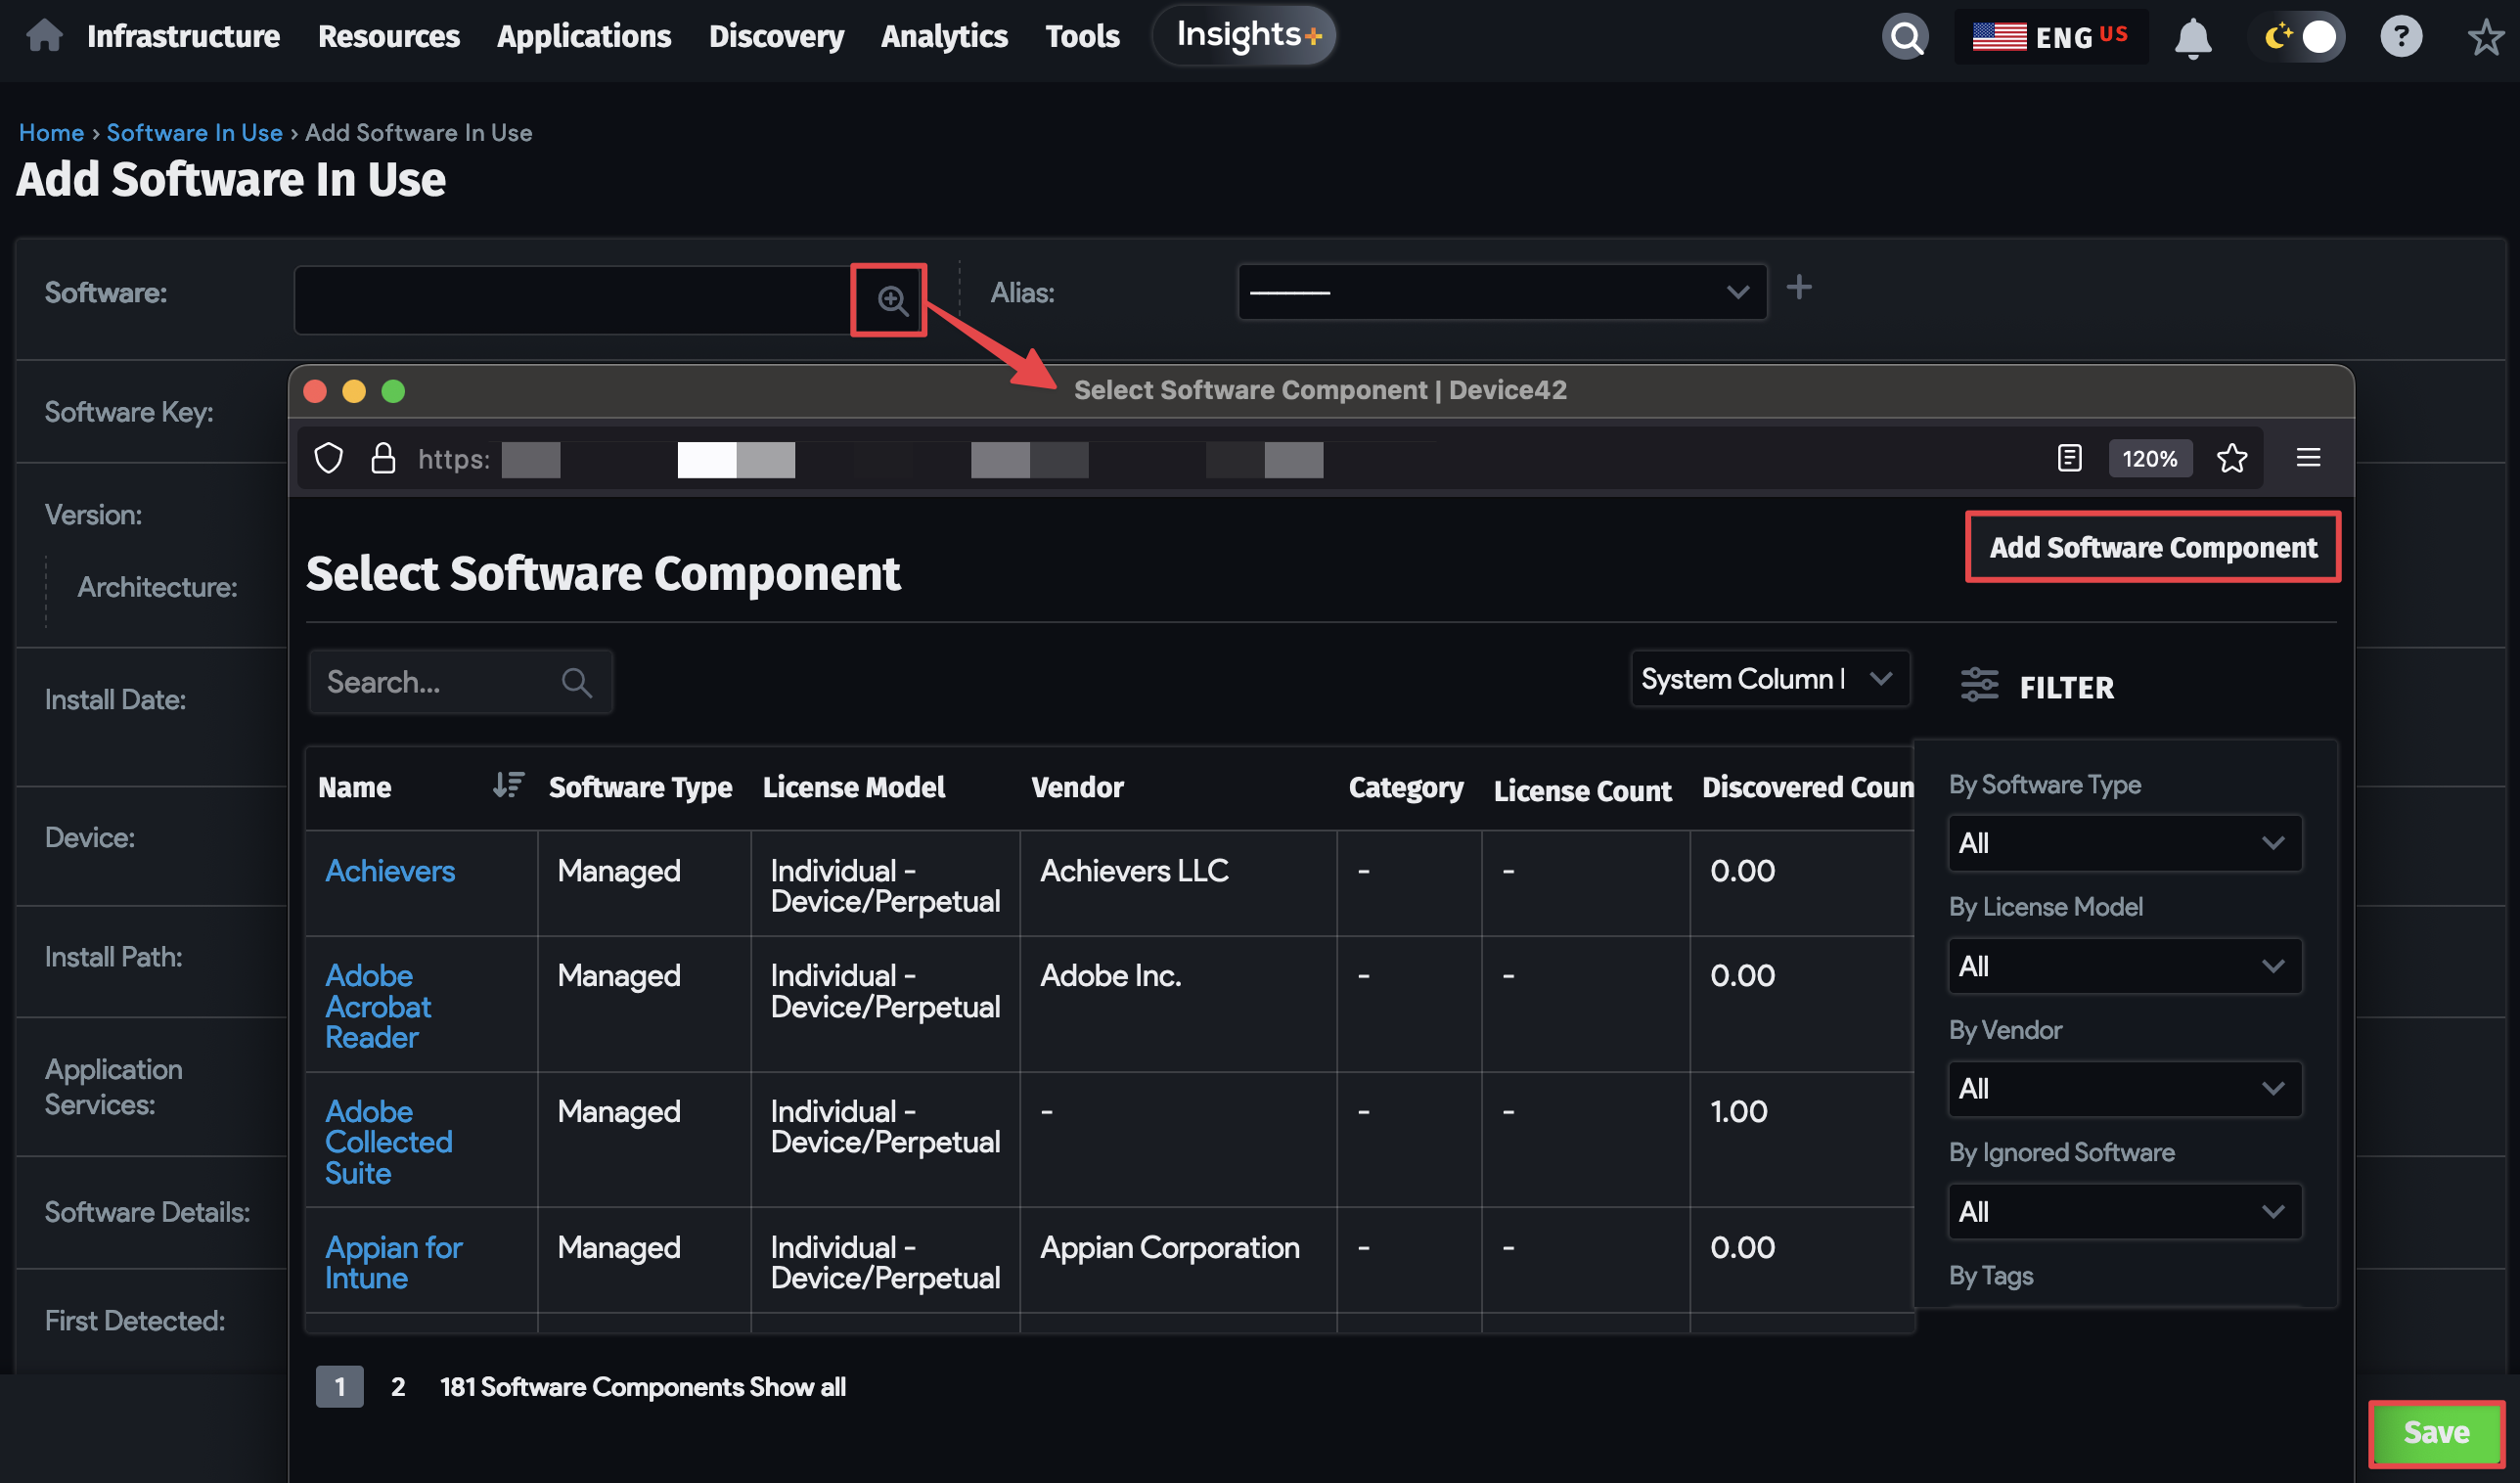 Infrastructure Resources Applications Discovery Analytics Tools Insights+ ENG US ?
Home › Software In Use › Add Software In Use
Add Software In Use
Software:
Alias:
Select Software Component | Device42
Software Key:
https:
120%
Version:
Add Software Component
Select Software Component
Architecture:
Search...
System Column
FILTER
Install Date:
Name Software Type License Model Vendor Category License Count Discovered Coun
By Software Type
Device:
All
Achievers Managed Individual - Achievers LLC - - 0.00
Device/Perpetual
By License Model
Install Path:
All
Adobe Managed Individual - Adobe Inc. - - 0.00
Acrobat Device/Perpetual
Reader
By Vendor
Application
Services:
All
Adobe Managed Individual - - - - 1.00
Collected Device/Perpetual
Suite
By Ignored Software
Software Details:
All
Appian for Managed Individual - Appian Corporation - - 0.00
Intune Device/Perpetual
By Tags
First Detected:
1 2 181 Software Components Show all
Save